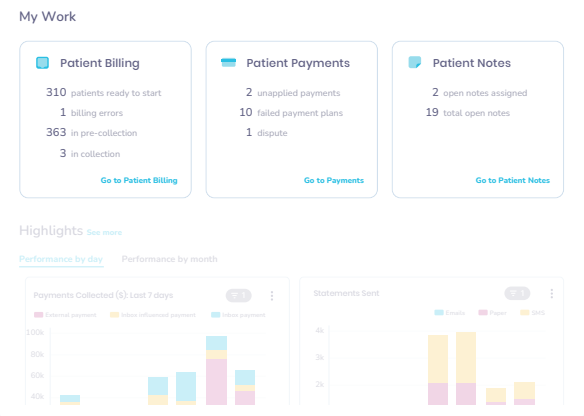 My Work
Patient Billing
310 patients ready to start
1 billing errors
363 in pre-collection
3 in collection
Go to Patient Billing
Patient Payments
2 unapplied payments
10 failed payment plans
1 dispute
Go to Payments
Patient Notes
2 open notes assigned
19 total open notes
Go to Patient Notes
Highlights See more
Performance by day Performance by month
Payments Collected ($): Last 7 days
1
External payment Inbox influenced payment Inbox payment
100k
80k
60k
40k
Statements Sent
1
Emails Paper SMS
4k
3k
2k